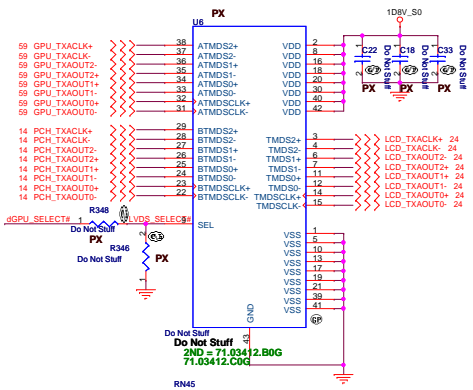 PX
U6
1D8V_S0
59 GPU_TXACLK+ 38 ATMDS2+ VDD 2
59 GPU_TXACLK- 37 ATMDS2- VDD 8
59 GPU_TXAOUT2- 36 ATMDS1+ VDD 16
59 GPU_TXAOUT2+ 35 ATMDS1- VDD 18
59 GPU_TXAOUT1+ 34 ATMDS0+ VDD 20
59 GPU_TXAOUT1- 33 ATMDS0- VDD 30
59 GPU_TXAOUT0+ 32 ATMDSCLK+ VDD 40
59 GPU_TXAOUT0- 31 ATMDSCLK- VDD 42
C22 Do Not Stuff
C18 Do Not Stuff
C33 Do Not Stuff
14 PCH_TXACLK+ 29 BTMDS2+
14 PCH_TXACLK- 28 BTMDS2- TMDS2+ 3 LCD_TXACLK+ 24
14 PCH_TXAOUT2- 27 BTMDS1+ TMDS2- 4 LCD_TXACLK- 24
14 PCH_TXAOUT2+ 26 BTMDS1- TMDS1+ 6 LCD_TXAOUT2- 24
14 PCH_TXAOUT1+ 25 BTMDS0+ TMDS1- 7 LCD_TXAOUT2+ 24
14 PCH_TXAOUT1- 24 BTMDS0- TMDS0+ 11 LCD_TXAOUT1+ 24
14 PCH_TXAOUT0+ 23 BTMDSCLK+ TMDS0- 12 LCD_TXAOUT1- 24
14 PCH_TXAOUT0- 22 BTMDSCLK- TMDSCLK+ 14 LCD_TXAOUT0+ 24
TMDSCLK- 15 LCD_TXAOUT0- 24
R348
dGPU_SELECT# 1 LVDS_SELECT# 9 SEL
Do Not Stuff
PX
VSS 1
VSS 5
VSS 10
VSS 13
VSS 17
VSS 19
VSS 21
VSS 39
VSS 41
R346
2
PX
Do Not Stuff
1
GND
43
GP
Do Not Stuff
Do Not Stuff
2ND = 71.03412.B0G
71.03412.C0G
RN45